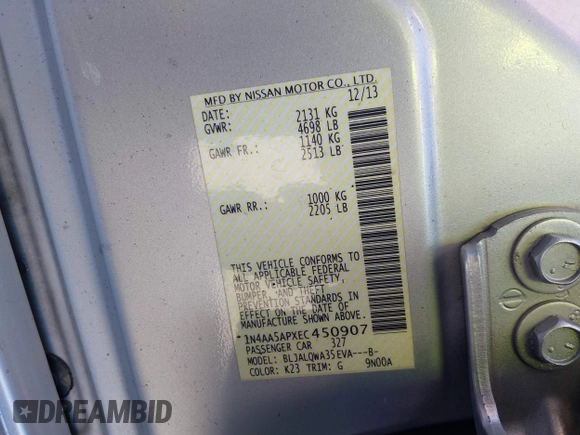 MFD BY NISSAN MOTOR CO., LTD.
DATE: 12/13
GVWR: 2131 KG
4698 LB
GAWR FR.: 1140 KG
2513 LB
GAWR RR.: 1000 KG
2205 LB
THIS VEHICLE CONFORMS TO
ALL APPLICABLE FEDERAL
MOTOR VEHICLE SAFETY,
BUMPER, AND THEFT
PREVENTION STANDARDS IN
EFFECT ON THE DATE OF
MANUFACTURE SHOWN ABOVE.
1N4AA5APXEC450907
PASSENGER CAR 327
MODEL: BLJALQWA35EVA---B-
COLOR: K23 TRIM: G 9N00A
DREAMBID